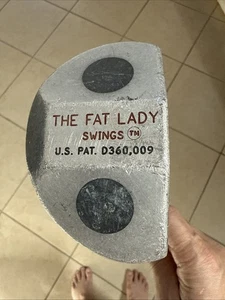 THE FAT LADY
SWINGS TM
U.S. PAT. D360,009